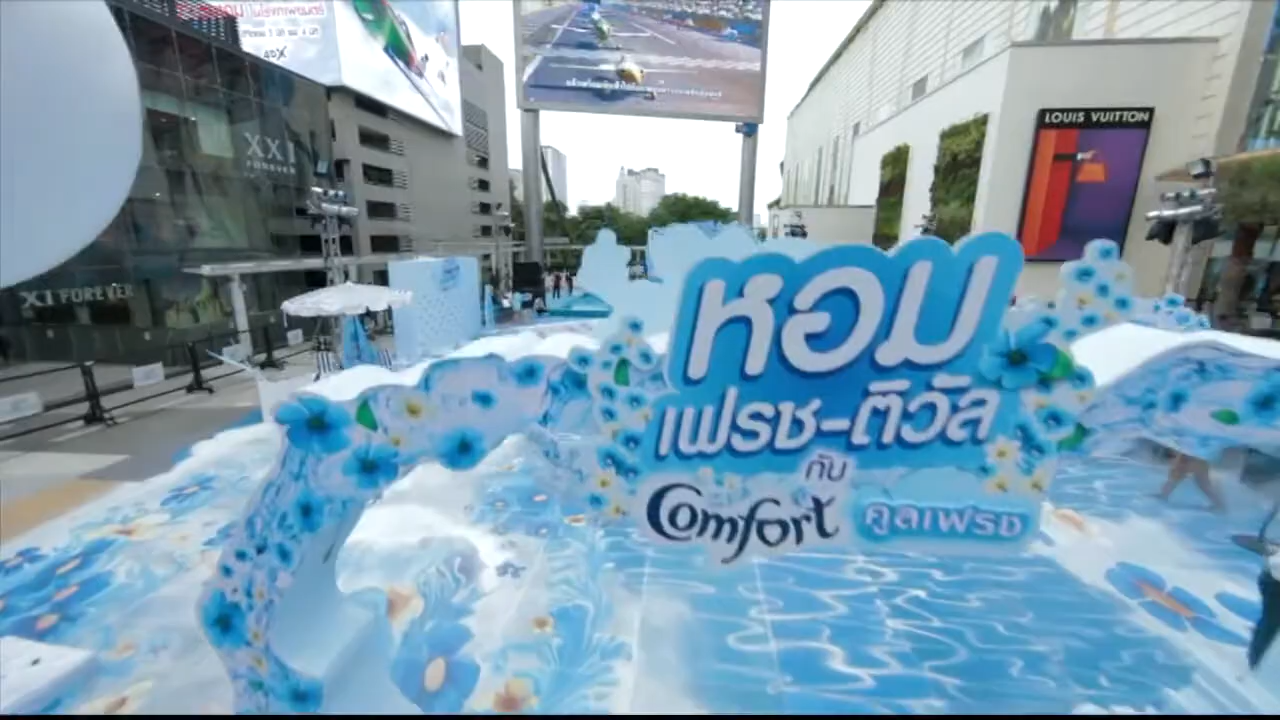 XXI
FOREVER
XXI FOREVER
LOUIS VUITTON
หอม
เฟรช-ติวัล
กับ
Comfort คูลเฟรช